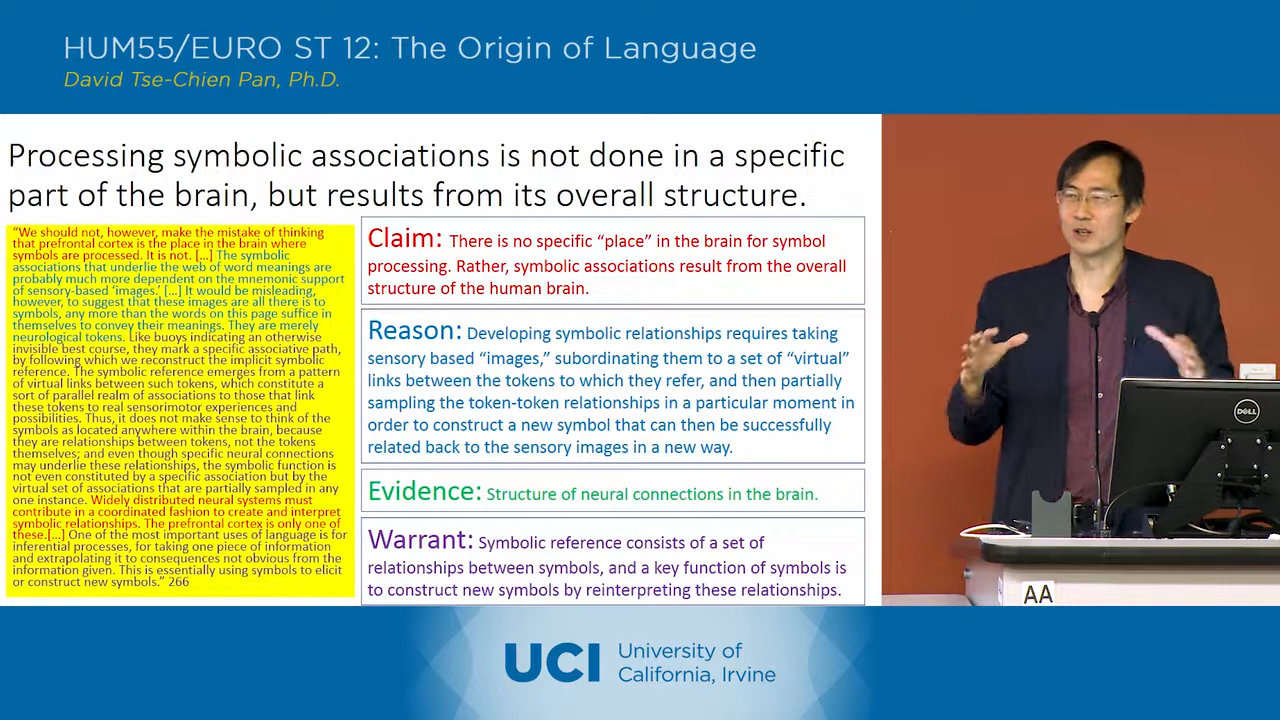 HUM55/EURO ST 12: The Origin of Language
David Tse-Chien Pan, Ph.D.
Processing symbolic associations is not done in a specific
part of the brain, but results from its overall structure.
“We should not, however, make the mistake of thinking
that prefrontal cortex is the place in the brain where
symbols are processed. It is not. […] The symbolic
associations that underlie the web of word meanings are
probably much more dependent on the mnemonic support
of sensory-based ‘images.’ […] It would be misleading,
however, to suggest that these images are all there is to
symbols, any more than the words on this page suffice in
themselves to convey their meanings. They are merely
neurological tokens. Like buoys indicating an otherwise
invisible best course, they mark a specific associative path,
by following which we reconstruct the implicit symbolic
reference. The symbolic reference emerges from a pattern
of virtual links between such tokens, which constitute a
sort of parallel realm of associations to those that link
these tokens to real sensorimotor experiences and
possibilities. Thus, it does not make sense to think of the
symbols as located anywhere within the brain, because
they are relationships between tokens, not the tokens
themselves; and even though specific neural connections
may underlie these relationships, the symbolic function is
not even constituted by a specific association but by the
virtual set of associations that are partially sampled in any
one instance. Widely distributed neural systems must
contribute in a coordinated fashion to create and interpret
symbolic relationships. The prefrontal cortex is only one of
these.[…] One of the most important uses of language is for
inferential processes, for taking one piece of information
and extrapolating it to consequences not obvious from the
information given. This is essentially using symbols to elicit
or construct new symbols.” 266
Claim: There is no specific “place” in the brain for symbol
processing. Rather, symbolic associations result from the overall
structure of the human brain.
Reason: Developing symbolic relationships requires taking
sensory based “images,” subordinating them to a set of “virtual”
links between the tokens to which they refer, and then partially
sampling the token-token relationships in a particular moment in
order to construct a new symbol that can then be successfully
related back to the sensory images in a new way.
Evidence: Structure of neural connections in the brain.
Warrant: Symbolic reference consists of a set of
relationships between symbols, and a key function of symbols is
to construct new symbols by reinterpreting these relationships.
DELL
AA
UCI
University of
California, Irvine